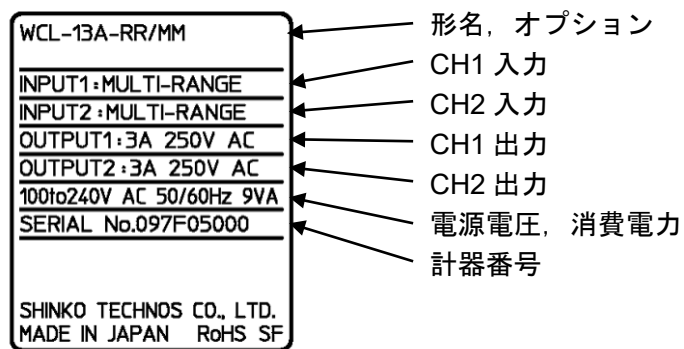 WCL-13A-RR/MM
INPUT1:MULTI-RANGE
INPUT2:MULTI-RANGE
OUTPUT1:3A 250V AC
OUTPUT2:3A 250V AC
100to240V AC 50/60Hz 9VA
SERIAL No.097F05000
SHINKO TECHNOS CO., LTD.
MADE IN JAPAN RoHS SF
形名，オプション
CH1 入力
CH2 入力
CH1 出力
CH2 出力
電源電圧，消費電力
計器番号